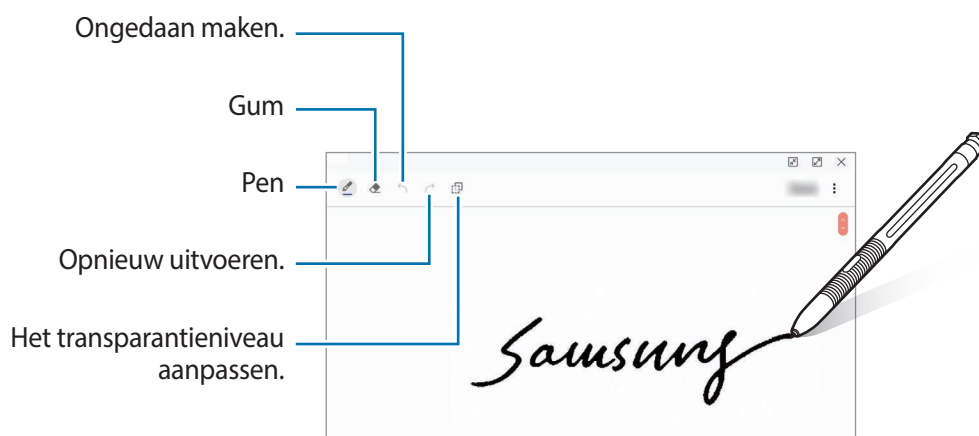 Ongedaan maken.
Gum
Pen
Opnieuw uitvoeren.
Het transparantieniveau
aanpassen.
Samsung